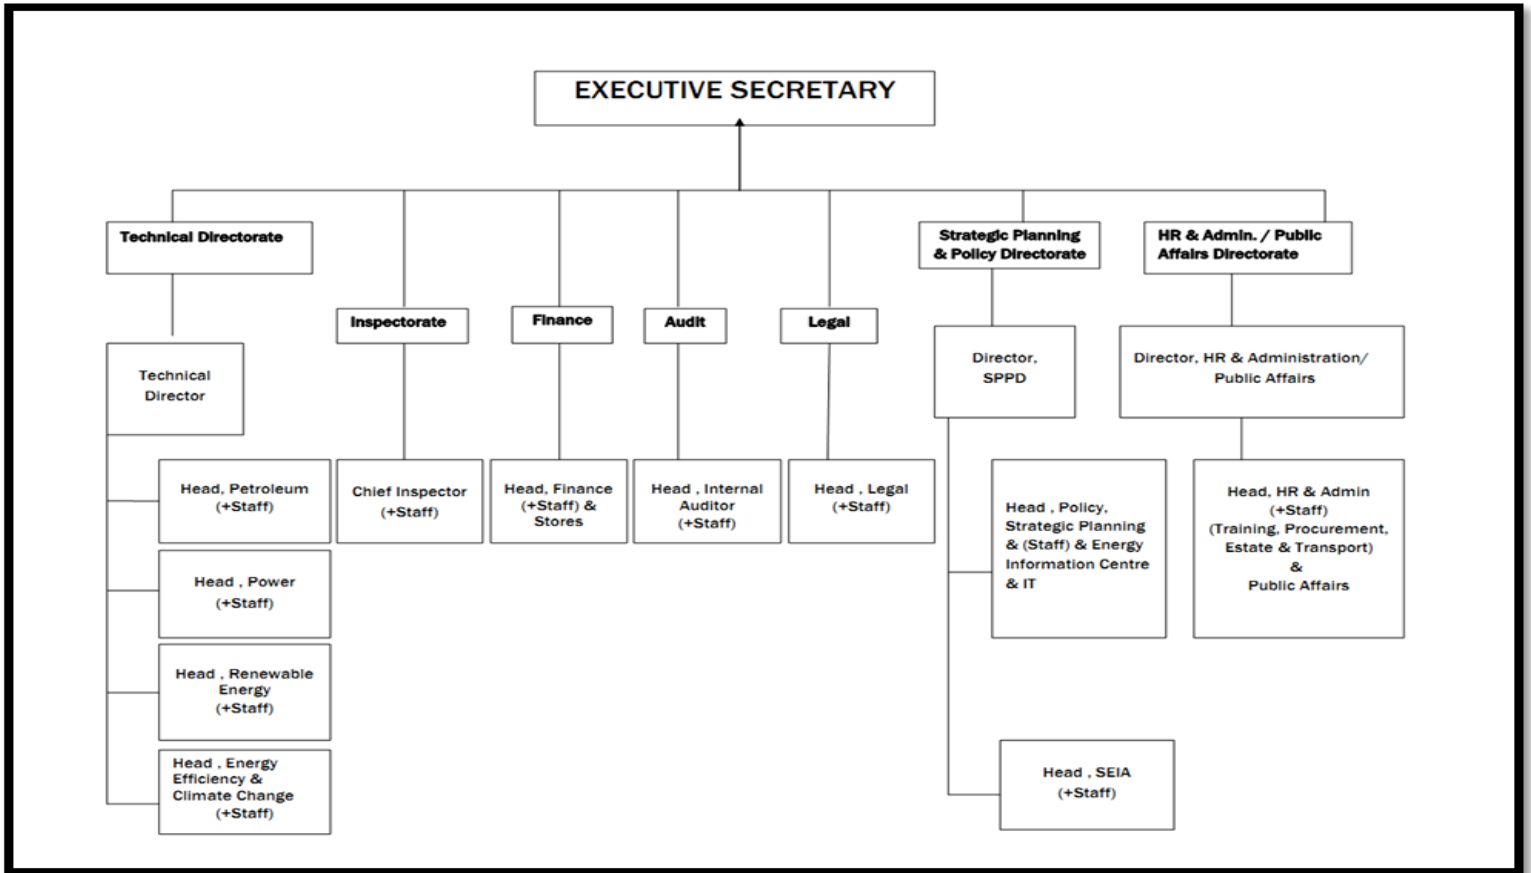 EXECUTIVE SECRETARY
Technical Directorate
Strategic Planning
& Policy Directorate
HR & Admin. / Public
Affairs Directorate
Inspectorate
Finance
Audit
Legal
Technical
Director
Director,
SPPD
Director, HR & Administration/
Public Affairs
Head, Petroleum
(+Staff)
Chief Inspector
(+Staff)
Head, Finance
(+Staff) &
Stores
Head , Internal
Auditor
(+Staff)
Head , Legal
(+Staff)
Head , Policy,
Strategic Planning
& (Staff) & Energy
Information Centre
& IT
Head, HR & Admin
(+Staff)
(Training, Procurement,
Estate & Transport)
&
Public Affairs
Head , Power
(+Staff)
Head , Renewable
Energy
(+Staff)
Head , Energy
Efficiency &
Climate Change
(+Staff)
Head , SEIA
(+Staff)